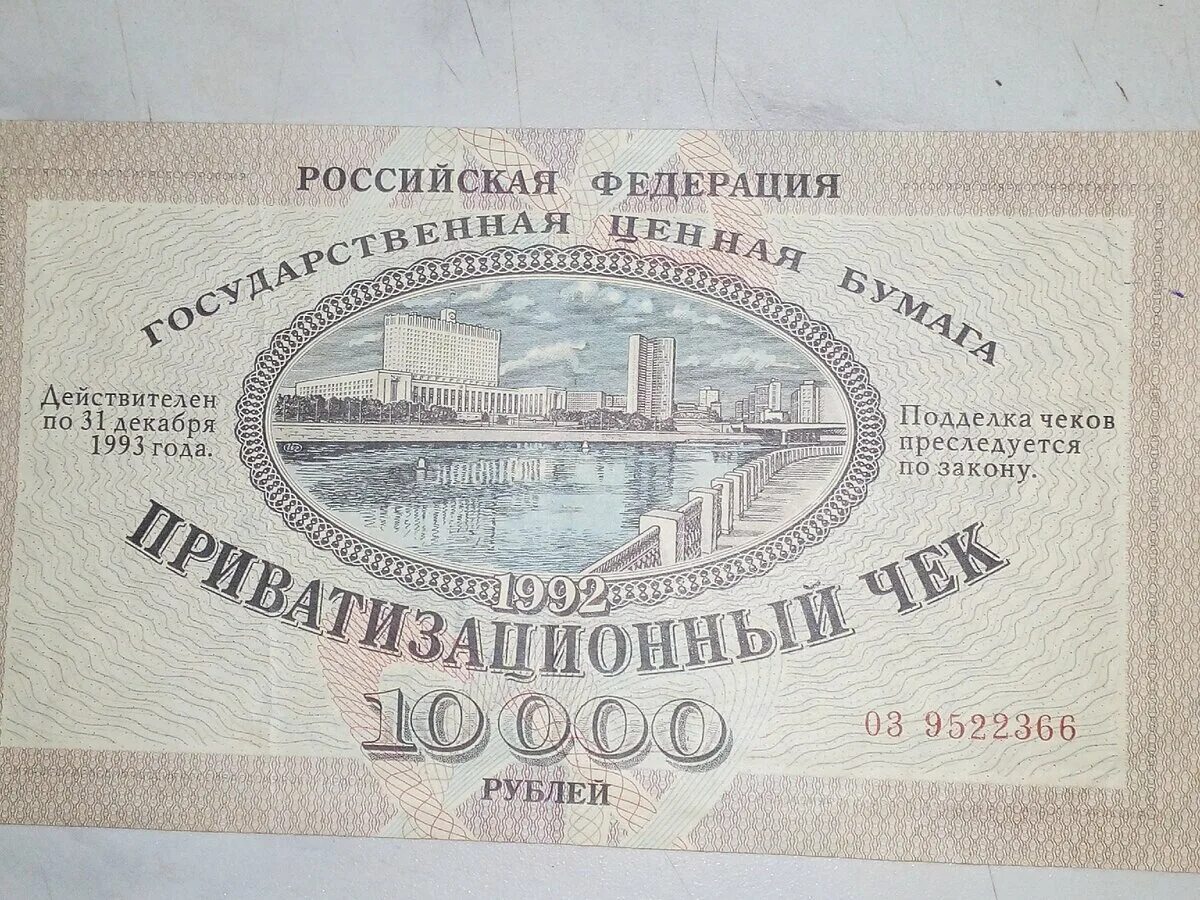 РОССИЙСКАЯ ФЕДЕРАЦИЯ
ГОСУДАРСТВЕННАЯ ЦЕННАЯ БУМАГА
Действителен
по 31 декабря
1993 года.
Подделка чеков
преследуется
по закону.
1992
ПРИВАТИЗАЦИОННЫЙ ЧЕК
10 000
РУБЛЕЙ
03 9522366